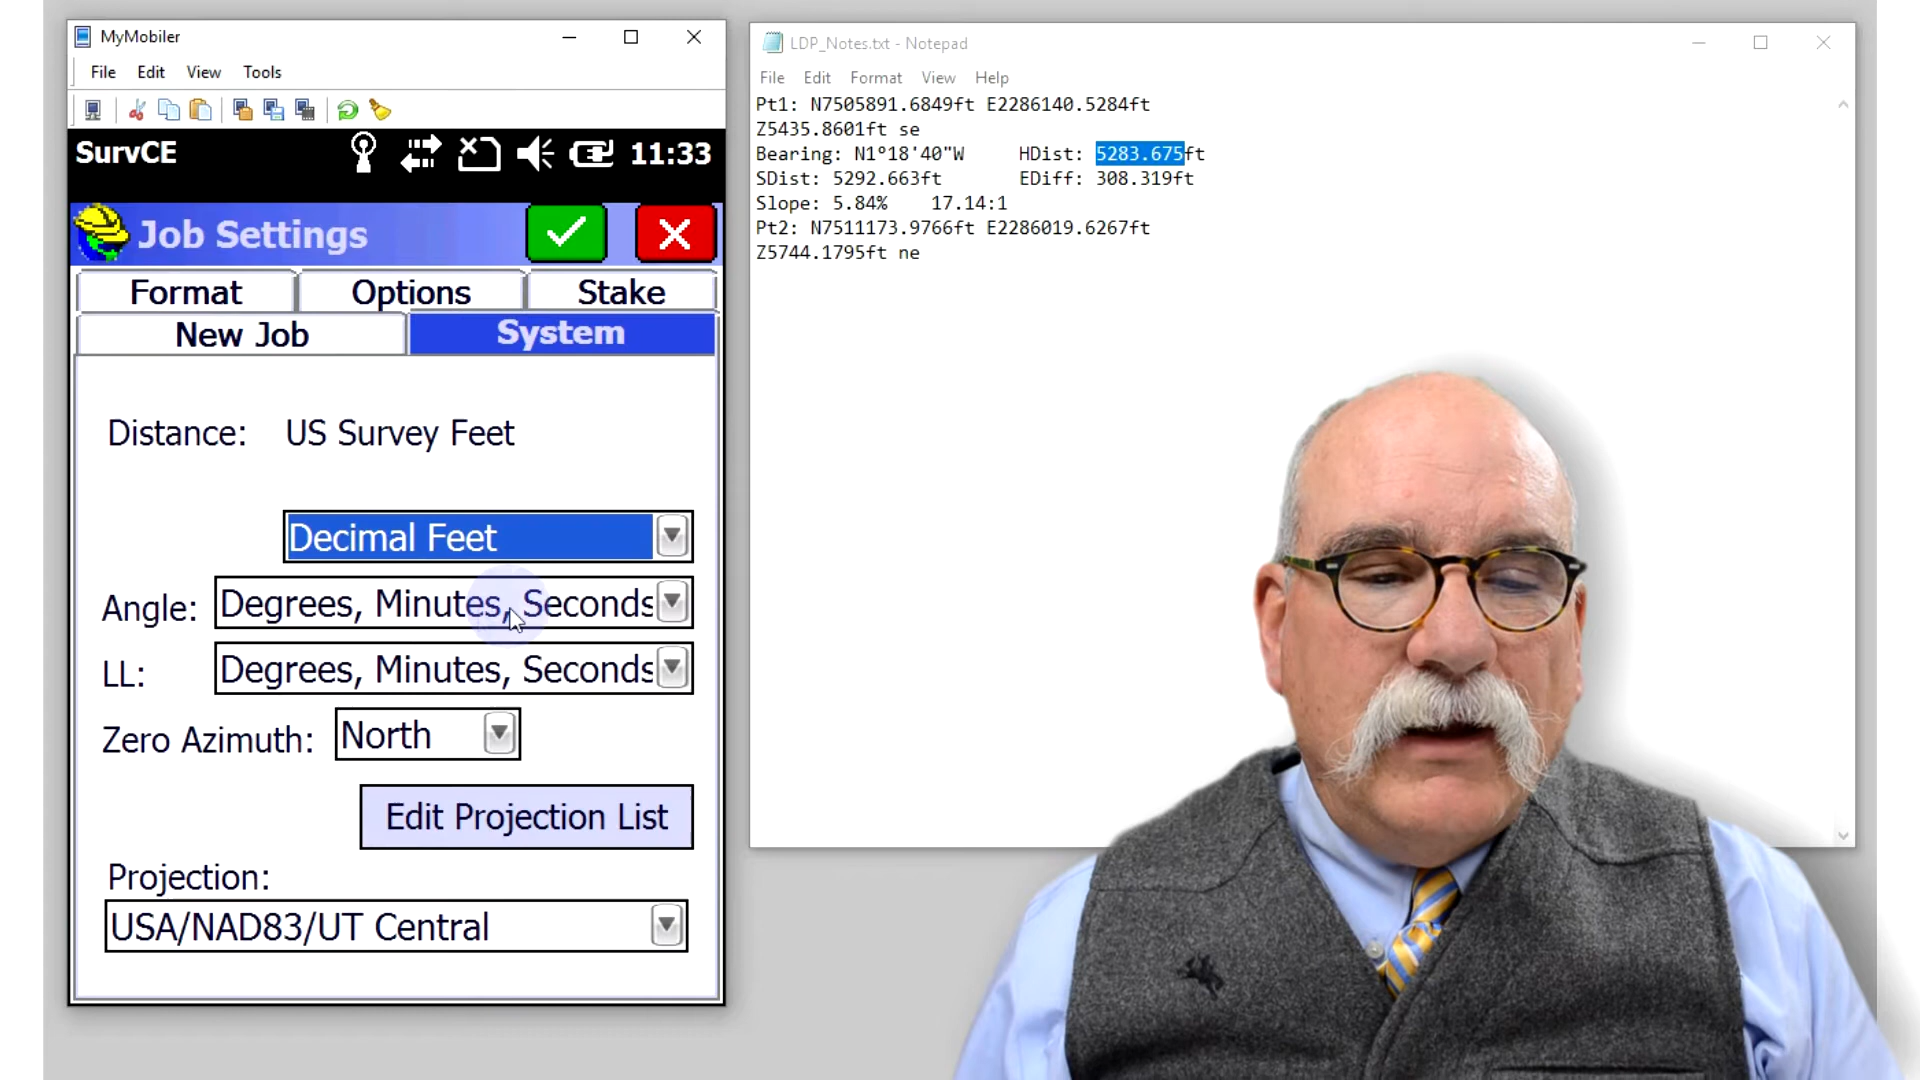 MyMobiler
File Edit View Tools
SurvCE 11:33
Job Settings
Format Options Stake
New Job System
Distance: US Survey Feet
Decimal Feet
Angle: Degrees, Minutes, Seconds
LL: Degrees, Minutes, Seconds
Zero Azimuth: North
Edit Projection List
Projection:
USA/NAD83/UT Central
LDP_Notes.txt - Notepad
File Edit Format View Help
Pt1: N7505891.6849ft E2286140.5284ft
Z5435.8601ft se
Bearing: N1°18'40"W HDist: 5283.675ft
SDist: 5292.663ft EDiff: 308.319ft
Slope: 5.84% 17.14:1
Pt2: N7511173.9766ft E2286019.6267ft
Z5744.1795ft ne